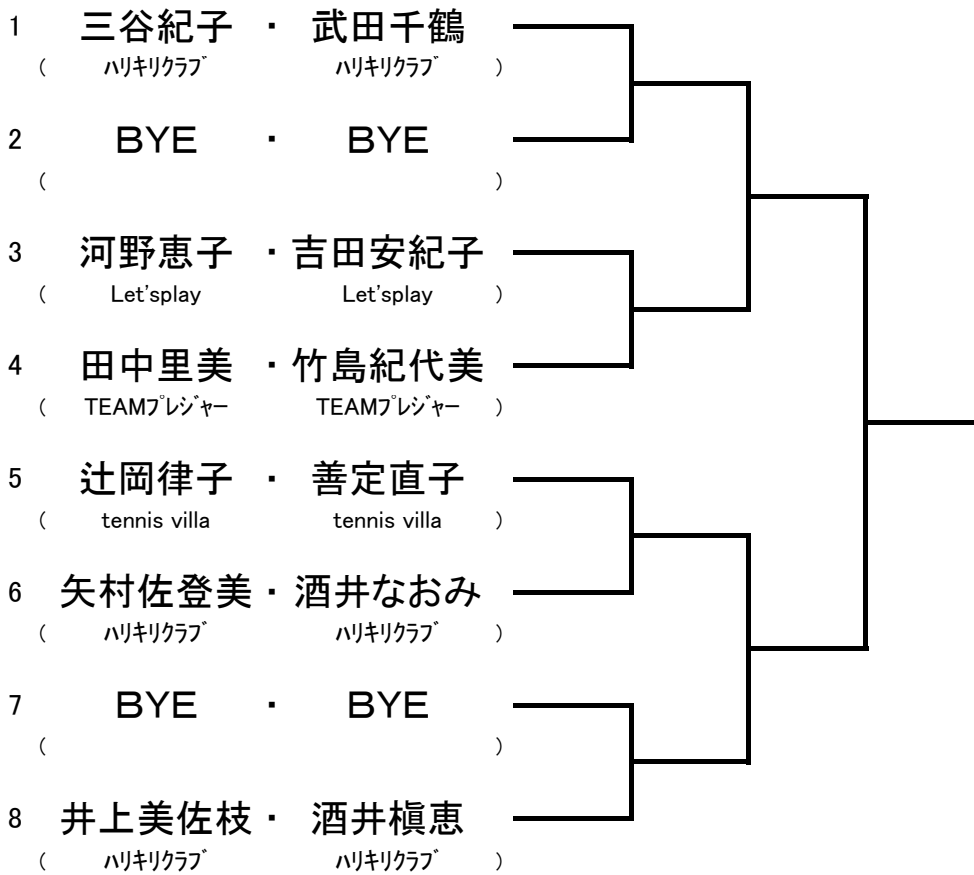 1 三谷紀子 ・ 武田千鶴
( ﾊﾘｷﾘｸﾗﾌﾞ ﾊﾘｷﾘｸﾗﾌﾞ )
2 ＢＹＥ ・ ＢＹＥ
( )
3 河野恵子 ・ 吉田安紀子
( Let'splay Let'splay )
4 田中里美 ・ 竹島紀代美
( TEAMﾌﾟﾚｼﾞｬｰ TEAMﾌﾟﾚｼﾞｬｰ )
5 辻岡律子 ・ 善定直子
( tennis villa tennis villa )
6 矢村佐登美 ・ 酒井なおみ
( ﾊﾘｷﾘｸﾗﾌﾞ ﾊﾘｷﾘｸﾗﾌﾞ )
7 ＢＹＥ ・ ＢＹＥ
( )
8 井上美佐枝 ・ 酒井槇恵
( ﾊﾘｷﾘｸﾗﾌﾞ ﾊﾘｷﾘｸﾗﾌﾞ )